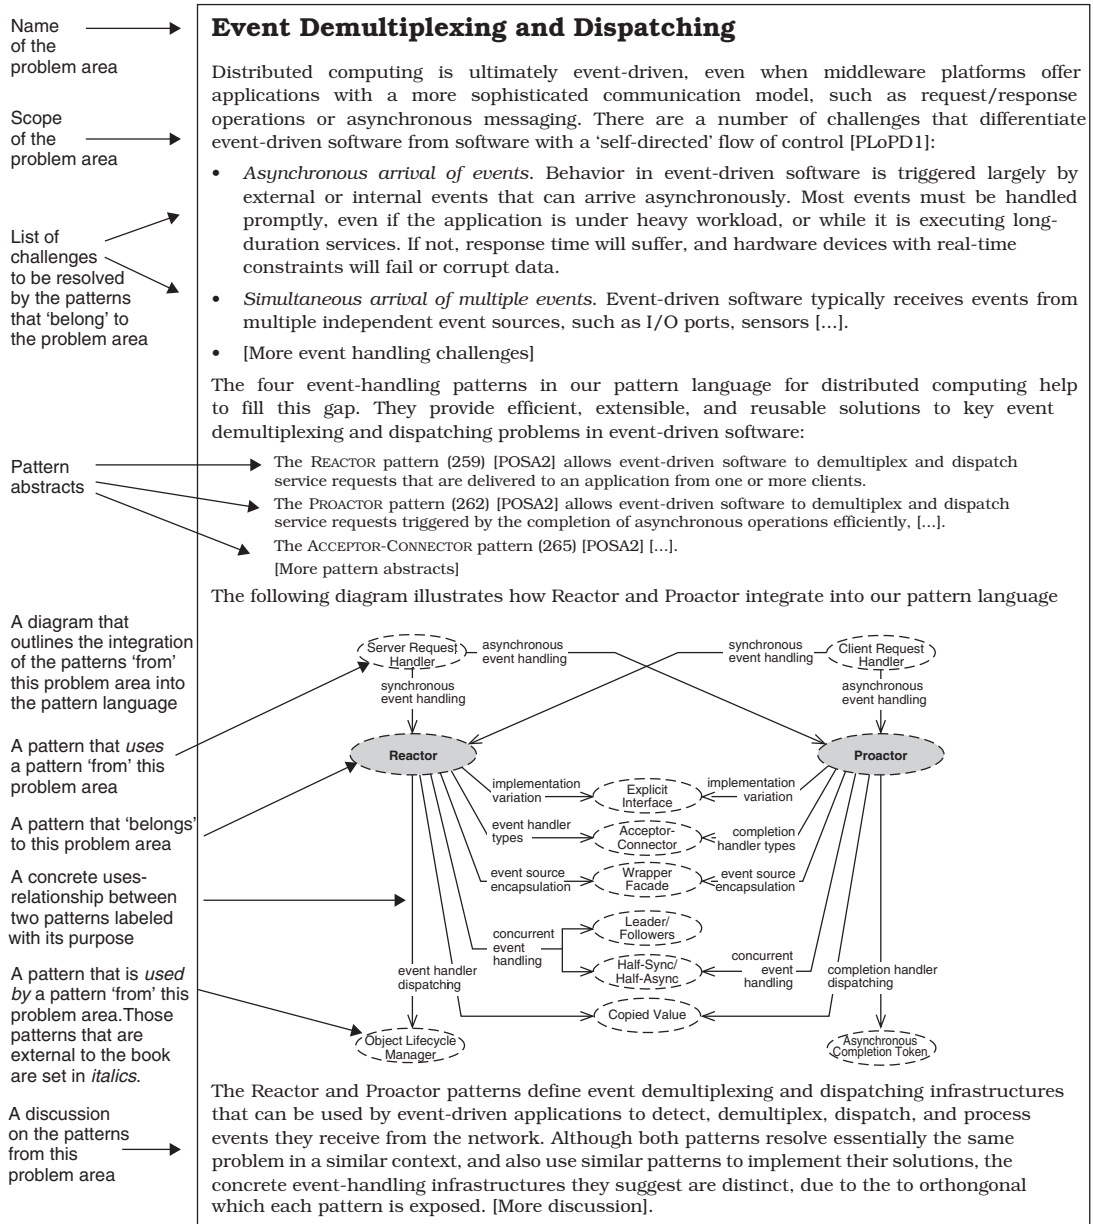 Name
of the
problem area
Event Demultiplexing and Dispatching
Scope
of the
problem area
Distributed computing is ultimately event-driven, even when middleware platforms offer
applications with a more sophisticated communication model, such as request/response
operations or asynchronous messaging. There are a number of challenges that differentiate
event-driven software from software with a ‘self-directed’ flow of control [PLoPD1]:
List of
challenges
to be resolved
by the patterns
that ‘belong’ to
the problem area
• Asynchronous arrival of events. Behavior in event-driven software is triggered largely by
external or internal events that can arrive asynchronously. Most events must be handled
promptly, even if the application is under heavy workload, or while it is executing long-
duration services. If not, response time will suffer, and hardware devices with real-time
constraints will fail or corrupt data.
• Simultaneous arrival of multiple events. Event-driven software typically receives events from
multiple independent event sources, such as I/O ports, sensors [...].
• [More event handling challenges]
The four event-handling patterns in our pattern language for distributed computing help
to fill this gap. They provide efficient, extensible, and reusable solutions to key event
demultiplexing and dispatching problems in event-driven software:
Pattern
abstracts
The REACTOR pattern (259) [POSA2] allows event-driven software to demultiplex and dispatch
service requests that are delivered to an application from one or more clients.
The PROACTOR pattern (262) [POSA2] allows event-driven software to demultiplex and dispatch
service requests triggered by the completion of asynchronous operations efficiently, [...].
The ACCEPTOR-CONNECTOR pattern (265) [POSA2] [...].
[More pattern abstracts]
The following diagram illustrates how Reactor and Proactor integrate into our pattern language
A diagram that
outlines the integration
of the patterns ‘from’
this problem area into
the pattern language
A pattern that uses
a pattern ‘from’ this
problem area
A pattern that ‘belongs’
to this problem area
A concrete uses-
relationship between
two patterns labeled
with its purpose
A pattern that is used
by a pattern ‘from’ this
problem area.Those
patterns that are
external to the book
are set in italics.
Server Request
Handler
asynchronous
event handling
synchronous
event handling
Client Request
Handler
synchronous
event handling
asynchronous
event handling
Reactor
Proactor
implementation
variation
Explicit
Interface
implementation
variation
event handler
types
Acceptor-
Connector
completion
handler types
event source
encapsulation
Wrapper
Facade
event source
encapsulation
concurrent
event
handling
Leader/
Followers
Half-Sync/
Half-Async
concurrent
event
handling
event handler
dispatching
completion handler
dispatching
Copied Value
Object Lifecycle
Manager
Asynchronous
Completion Token
A discussion
on the patterns
from this
problem area
The Reactor and Proactor patterns define event demultiplexing and dispatching infrastructures
that can be used by event-driven applications to detect, demultiplex, dispatch, and process
events they receive from the network. Although both patterns resolve essentially the same
problem in a similar context, and also use similar patterns to implement their solutions, the
concrete event-handling infrastructures they suggest are distinct, due to the to orthongonal
which each pattern is exposed. [More discussion].